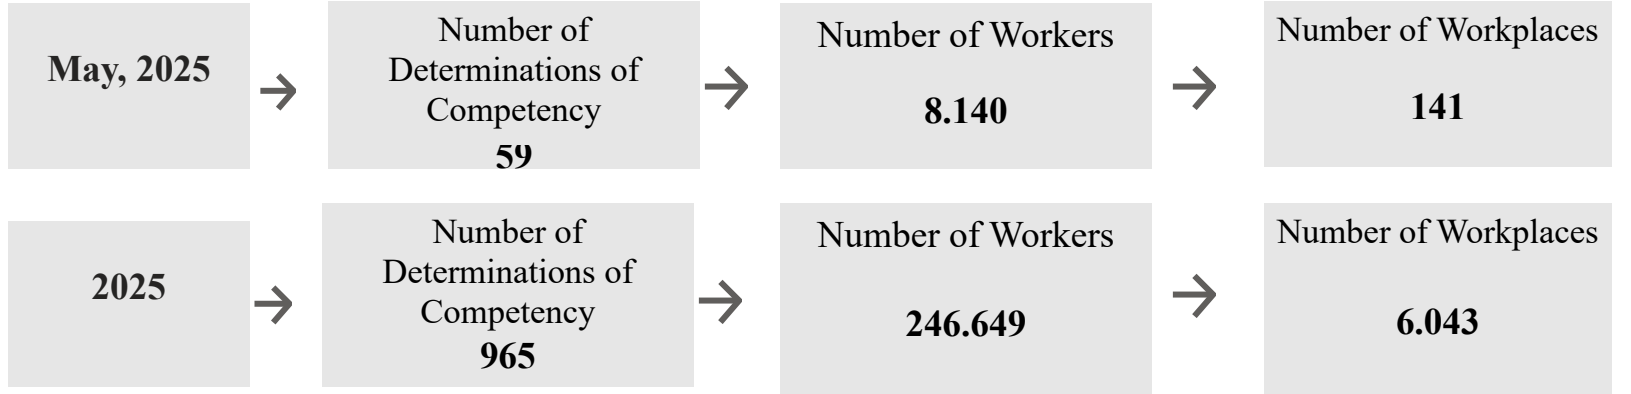 May, 2025
Number of
Determinations of
Competency
59
Number of Workers
8.140
Number of Workplaces
141
2025
Number of
Determinations of
Competency
965
Number of Workers
246.649
Number of Workplaces
6.043